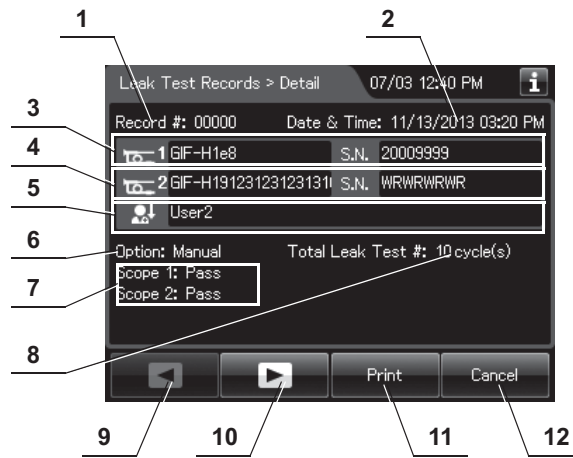 1 2
Leak Test Records > Detail 07/03 12:40 PM i
3 Record #: 00000 Date & Time: 11/13/2013 03:20 PM
4 1 GIF-H1e8 S.N. 20009999
5 2 GIF-H1912312312313 S.N. WRWRWRWR
User2
6 Option: Manual Total Leak Test #: 10 cycle(s)
7 Scope 1: Pass
Scope 2: Pass
8
Print Cancel
9 10 11 12